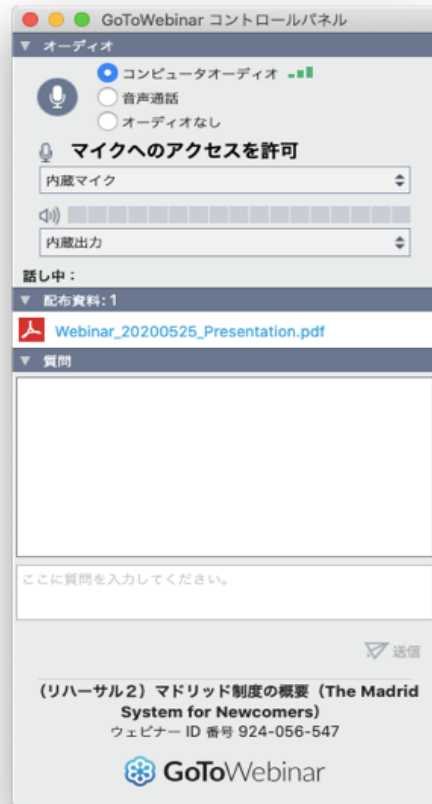 GoToWebinar コントロールパネル
オーディオ
コンピュータオーディオ
音声通話
オーディオなし
マイクへのアクセスを許可
内蔵マイク
内蔵出力
話し中：
配布資料: 1
Webinar_20200525_Presentation.pdf
質問
ここに質問を入力してください。
送信
(リハーサル２）マドリッド制度の概要（The Madrid
System for Newcomers）
ウェビナー ID 番号 924-056-547
GoToWebinar